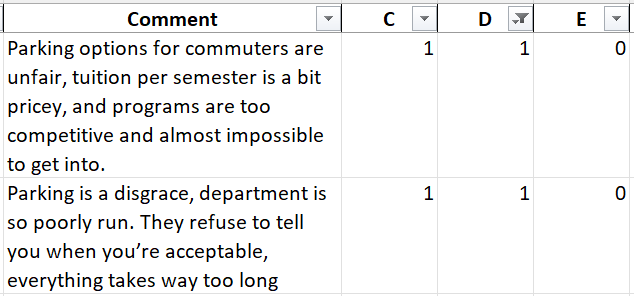 Comment C D E
Parking options for commuters are 1 1 0
unfair, tuition per semester is a bit
pricey, and programs are too
competitive and almost impossible
to get into.
Parking is a disgrace, department is 1 1 0
so poorly run. They refuse to tell
you when you’re acceptable,
everything takes way too long